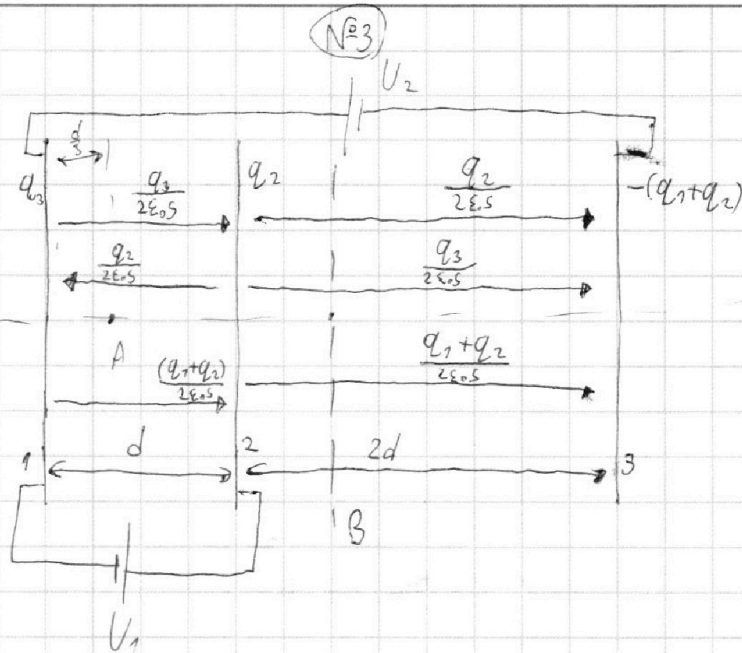 №3
U₂
d/3
q₃ q₃/2ε₀S q₂ q₂/2ε₀S -(q₁+q₂)
q₂/2ε₀S q₃/2ε₀S
A (q₁+q₂)/2ε₀S q₁+q₂/2ε₀S
1 d 2 2d 3
B
U₁